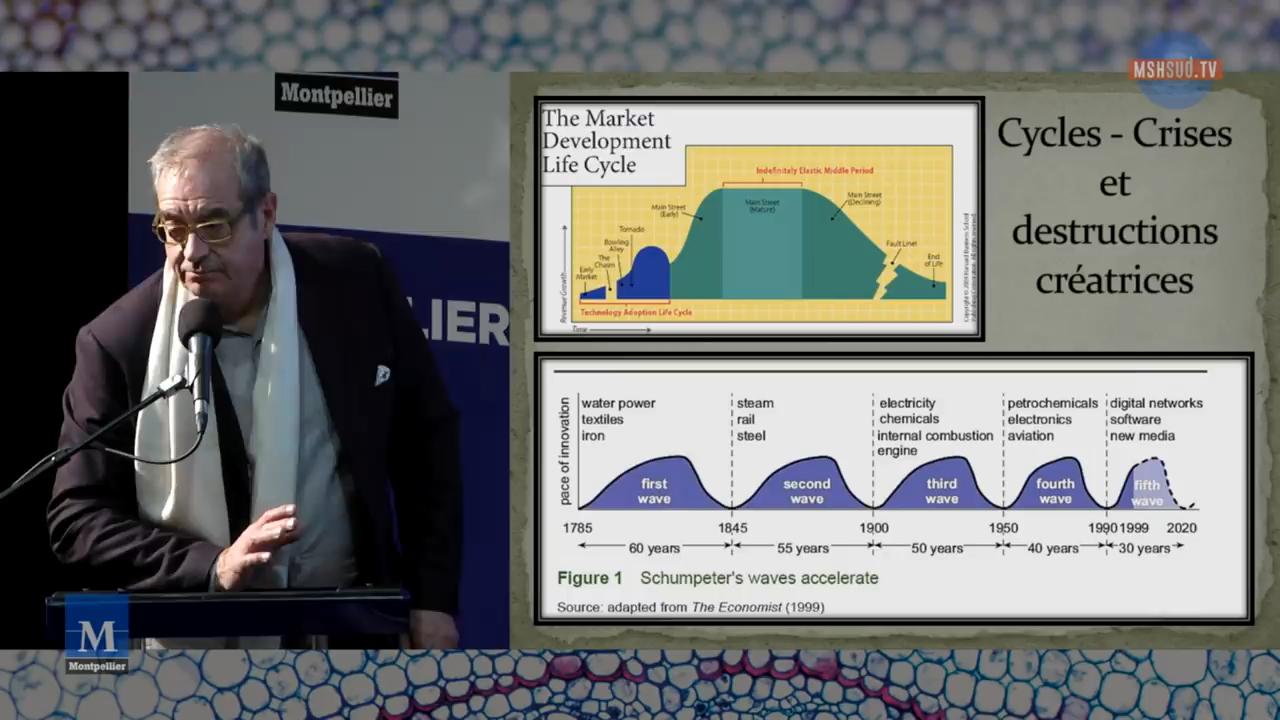 MSHSUD.TV
Montpellier
LIER
M
Montpellier
Cycles - Crises
et
destructions
créatrices
The Market
Development
Life Cycle
Indefinitely Elastic Middle Period
Main Street
(Early)
Main Street
(Mature)
Main Street
(Declining)
Tornado
Bowling
Alley
The
Chasm
Early
Market
Fault Line!
End
of Life
Technology Adoption Life Cycle
Revenue Growth
Time
pace of innovation
water power
textiles
iron
steam
rail
steel
electricity
chemicals
internal combustion
engine
petrochemicals
electronics
aviation
digital networks
software
new media
first
wave
second
wave
third
wave
fourth
wave
fifth
wave
1785 1845 1900 1950 1990 1999 2020
60 years 55 years 50 years 40 years 30 years
Figure 1 Schumpeter's waves accelerate
Source: adapted from The Economist (1999)